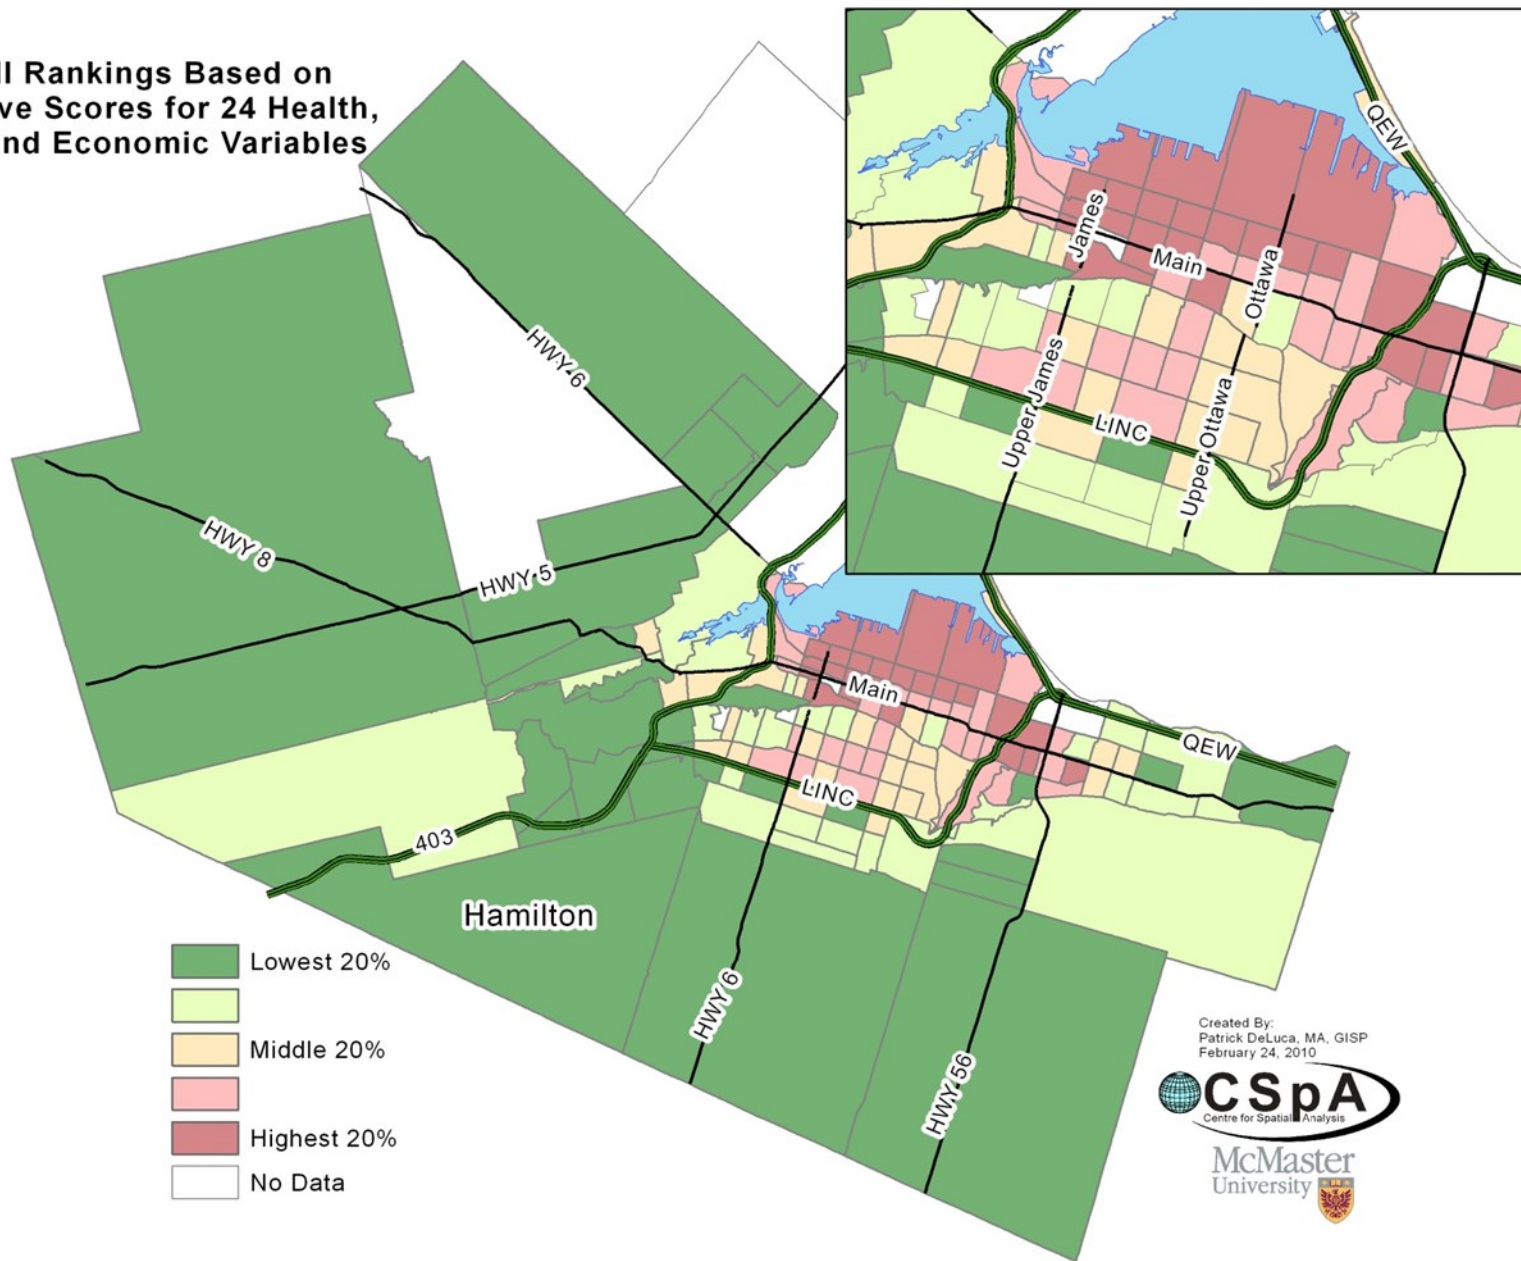 ll Rankings Based on
ve Scores for 24 Health,
nd Economic Variables
QEW
James
Main
Ottawa
Upper James
LINC
Upper Ottawa
HWY 6
HWY 8
HWY 5
Main
QEW
LINC
403
Hamilton
HWY 6
HWY 56
Lowest 20%
Middle 20%
Highest 20%
No Data
Created By:
Patrick DeLuca, MA, GISP
February 24, 2010
CSpA
Centre for Spatial Analysis
McMaster
University